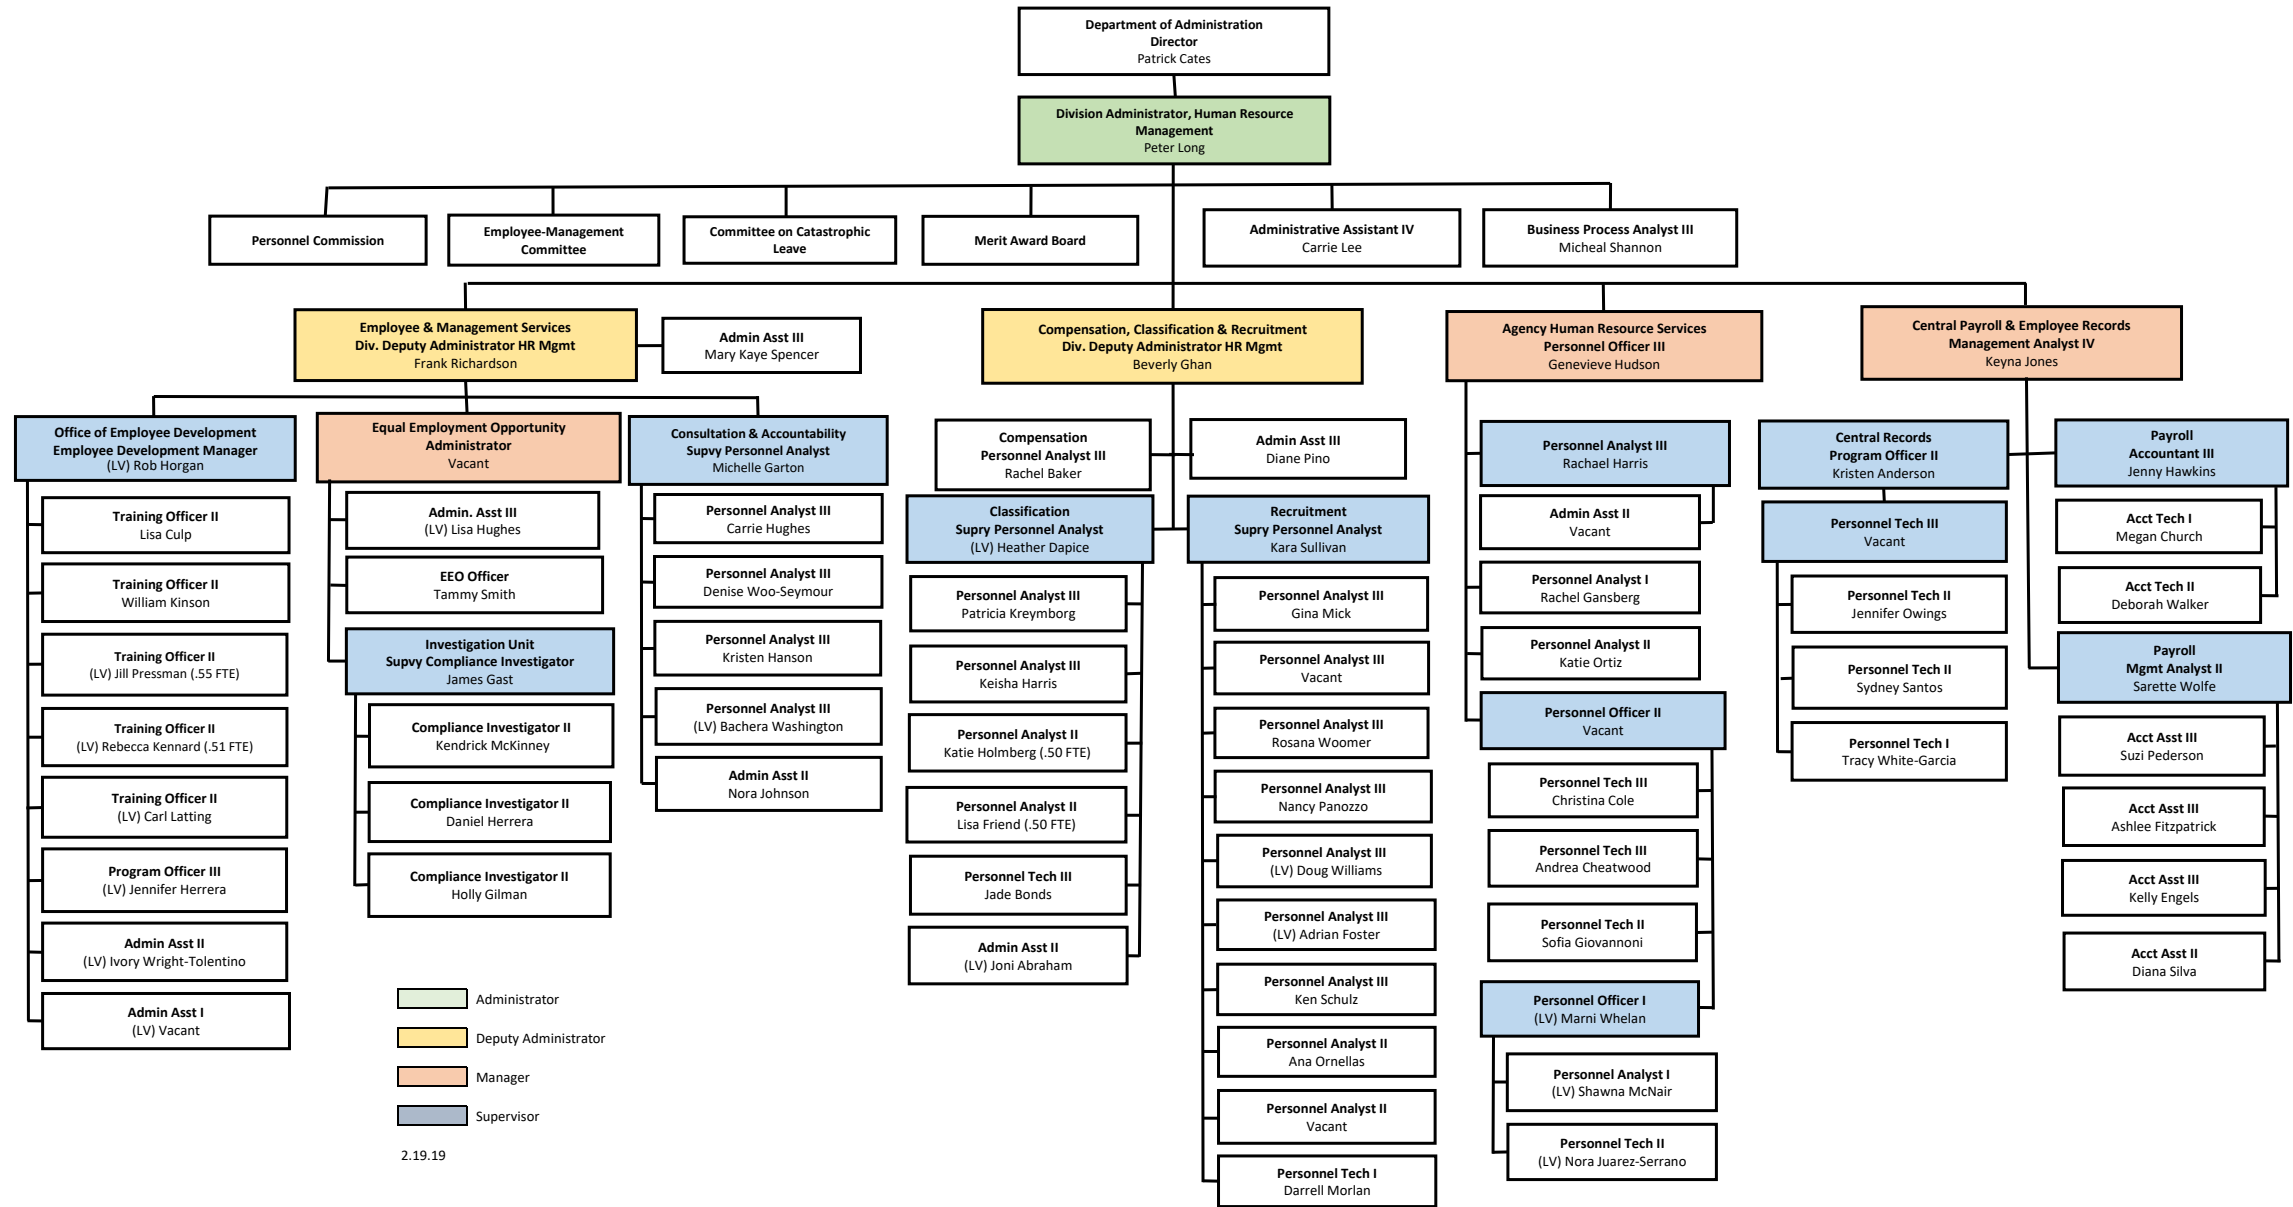 Department of Administration
Director
Patrick Cates
Division Administrator, Human Resource
Management
Peter Long
Personnel Commission
Employee-Management
Committee
Committee on Catastrophic
Leave
Merit Award Board
Administrative Assistant IV
Carrie Lee
Business Process Analyst III
Micheal Shannon
Employee & Management Services
Div. Deputy Administrator HR Mgmt
Frank Richardson
Admin Asst III
Mary Kaye Spencer
Compensation, Classification & Recruitment
Div. Deputy Administrator HR Mgmt
Beverly Ghan
Agency Human Resource Services
Personnel Officer III
Genevieve Hudson
Central Payroll & Employee Records
Management Analyst IV
Keyna Jones
Office of Employee Development
Employee Development Manager
(LV) Rob Horgan
Training Officer II
Lisa Culp
Training Officer II
William Kinson
Training Officer II
(LV) Jill Pressman (.55 FTE)
Training Officer II
(LV) Rebecca Kennard (.51 FTE)
Training Officer II
(LV) Carl Latting
Program Officer III
(LV) Jennifer Herrera
Admin Asst II
(LV) Ivory Wright-Tolentino
Admin Asst I
(LV) Vacant
Equal Employment Opportunity
Administrator
Vacant
Admin. Asst III
(LV) Lisa Hughes
EEO Officer
Tammy Smith
Investigation Unit
Supvy Compliance Investigator
James Gast
Compliance Investigator II
Kendrick McKinney
Compliance Investigator II
Daniel Herrera
Compliance Investigator II
Holly Gilman
Consultation & Accountability
Supvy Personnel Analyst
Michelle Garton
Personnel Analyst III
Carrie Hughes
Personnel Analyst III
Denise Woo-Seymour
Personnel Analyst III
Kristen Hanson
Personnel Analyst III
(LV) Bachera Washington
Admin Asst II
Nora Johnson
Compensation
Personnel Analyst III
Rachel Baker
Admin Asst III
Diane Pino
Classification
Supry Personnel Analyst
(LV) Heather Dapice
Personnel Analyst III
Patricia Kreymborg
Personnel Analyst III
Keisha Harris
Personnel Analyst II
Katie Holmberg (.50 FTE)
Personnel Analyst II
Lisa Friend (.50 FTE)
Personnel Tech III
Jade Bonds
Admin Asst II
(LV) Joni Abraham
Recruitment
Supry Personnel Analyst
Kara Sullivan
Personnel Analyst III
Gina Mick
Personnel Analyst III
Vacant
Personnel Analyst III
Rosana Woomer
Personnel Analyst III
Nancy Panozzo
Personnel Analyst III
(LV) Doug Williams
Personnel Analyst III
(LV) Adrian Foster
Personnel Analyst III
Ken Schulz
Personnel Analyst II
Ana Ornellas
Personnel Analyst II
Vacant
Personnel Tech I
Darrell Morlan
Personnel Analyst III
Rachael Harris
Admin Asst II
Vacant
Personnel Analyst I
Rachel Gansberg
Personnel Analyst II
Katie Ortiz
Personnel Officer II
Vacant
Personnel Tech III
Christina Cole
Personnel Tech III
Andrea Cheatwood
Personnel Tech II
Sofia Giovannoni
Personnel Officer I
(LV) Marni Whelan
Personnel Analyst I
(LV) Shawna McNair
Personnel Tech II
(LV) Nora Juarez-Serrano
Central Records
Program Officer II
Kristen Anderson
Personnel Tech III
Vacant
Personnel Tech II
Jennifer Owings
Personnel Tech II
Sydney Santos
Personnel Tech I
Tracy White-Garcia
Payroll
Accountant III
Jenny Hawkins
Acct Tech I
Megan Church
Acct Tech II
Deborah Walker
Payroll
Mgmt Analyst II
Sarette Wolfe
Acct Asst III
Suzi Pederson
Acct Asst III
Ashlee Fitzpatrick
Acct Asst III
Kelly Engels
Acct Asst II
Diana Silva
Administrator
Deputy Administrator
Manager
Supervisor
2.19.19